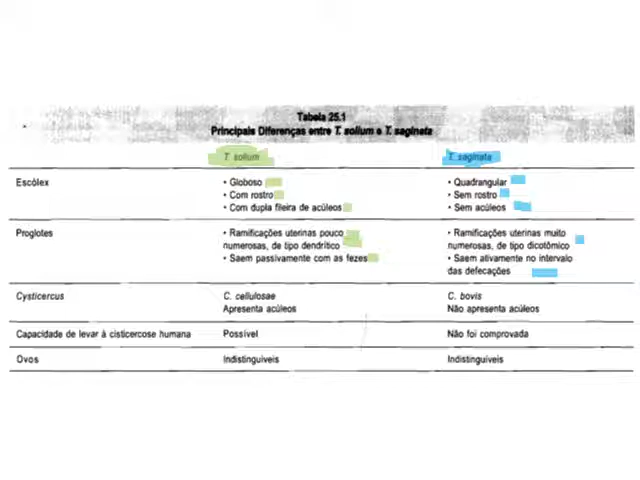 Tabela 25.1
Principais Diferenças entre T. solium e T. saginata
T. solium T. saginata
Escólex • Globoso • Quadrangular
• Com rostro • Sem rostro
• Com dupla fileira de acúleos • Sem acúleos
Proglotes • Ramificações uterinas pouco • Ramificações uterinas muito
numerosas, de tipo dendrítico numerosas, de tipo dicotômico
• Saem passivamente com as fezes • Saem ativamente no intervalo
das defecações
Cysticercus C. cellulosae C. bovis
Apresenta acúleos Não apresenta acúleos
Capacidade de levar à cisticercose humana Possível Não foi comprovada
Ovos Indistinguíveis Indistinguíveis